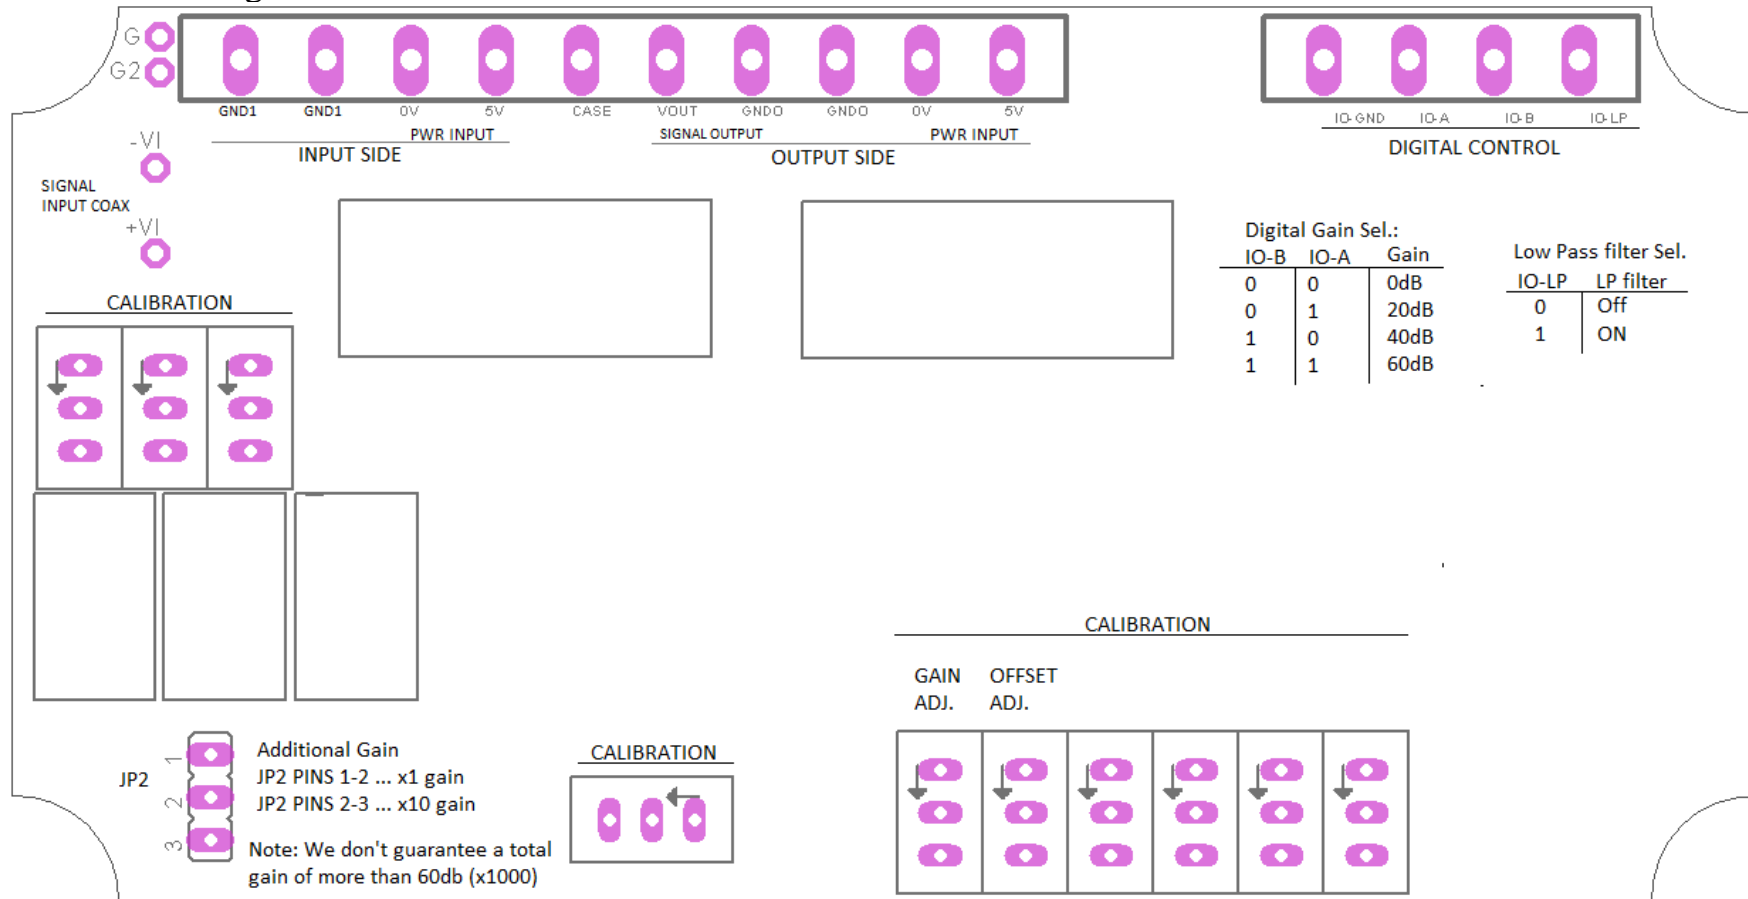 G
G2
GND1 GND1 0V 5V CASE VOUT GNDO GNDO 0V 5V
PWR INPUT SIGNAL OUTPUT PWR INPUT
INPUT SIDE OUTPUT SIDE
IO-GND IO-A IO-B IO-LP
DIGITAL CONTROL
-VI
SIGNAL
INPUT COAX
+VI
Digital Gain Sel.:
IO-B IO-A Gain
0 0 0dB
0 1 20dB
1 0 40dB
1 1 60dB
Low Pass filter Sel.
IO-LP LP filter
0 Off
1 ON
CALIBRATION
CALIBRATION
GAIN OFFSET
ADJ. ADJ.
JP2
1
2
3
Additional Gain
JP2 PINS 1-2 ... x1 gain
JP2 PINS 2-3 ... x10 gain
Note: We don't guarantee a total
gain of more than 60db (x1000)
CALIBRATION